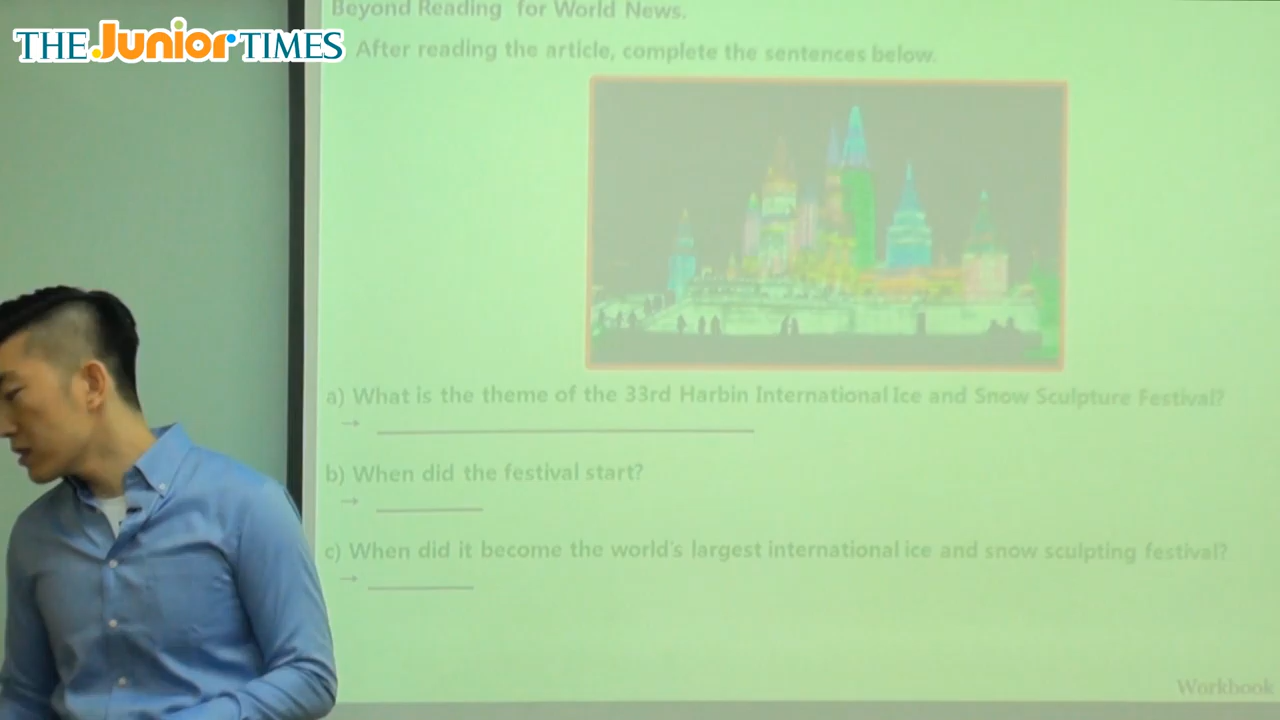 THE Junior TIMES
Beyond Reading for World News.
After reading the article, complete the sentences below.
a) What is the theme of the 33rd Harbin International Ice and Snow Sculpture Festival?
→
b) When did the festival start?
→
c) When did it become the world's largest international ice and snow sculpting festival?
→
Workbook